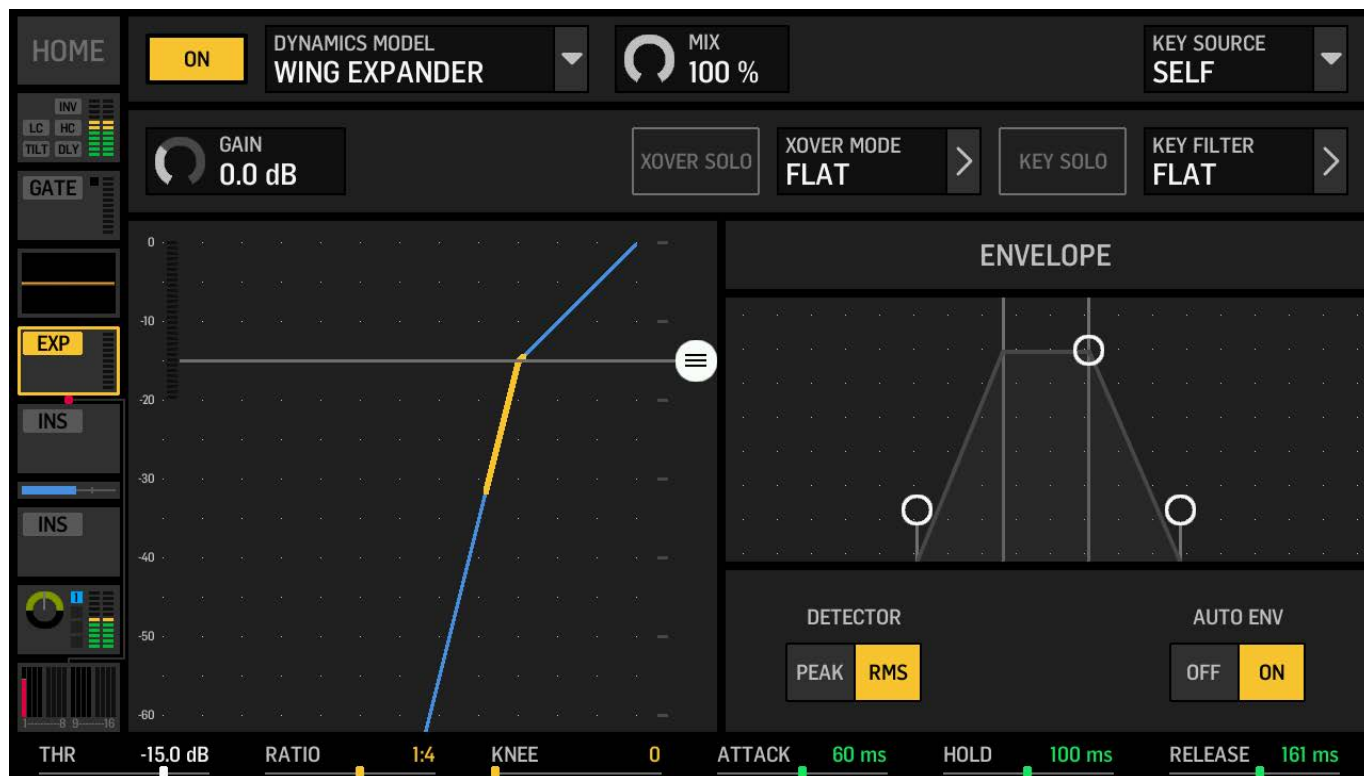 HOME
ON
DYNAMICS MODEL
WING EXPANDER
MIX
100 %
KEY SOURCE
SELF
INV
LC HC
TILT DLY
GAIN
0.0 dB
XOVER SOLO
XOVER MODE
FLAT
KEY SOLO
KEY FILTER
FLAT
GATE
ENVELOPE
0
-10
-20
-30
-40
-50
-60
EXP
INS
INS
I
1 8 9 16
DETECTOR
PEAK RMS
AUTO ENV
OFF ON
THR -15.0 dB RATIO 1:4 KNEE 0 ATTACK 60 ms HOLD 100 ms RELEASE 161 ms